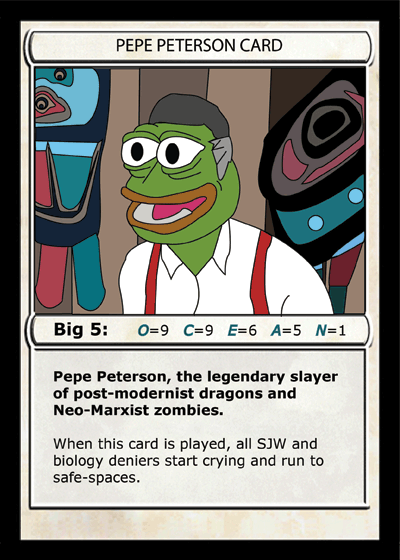 PEPE PETERSON CARD
Big 5: O=9 C=9 E=6 A=5 N=1
Pepe Peterson, the legendary slayer
of post-modernist dragons and
Neo-Marxist zombies.
When this card is played, all SJW and
biology deniers start crying and run to
safe-spaces.